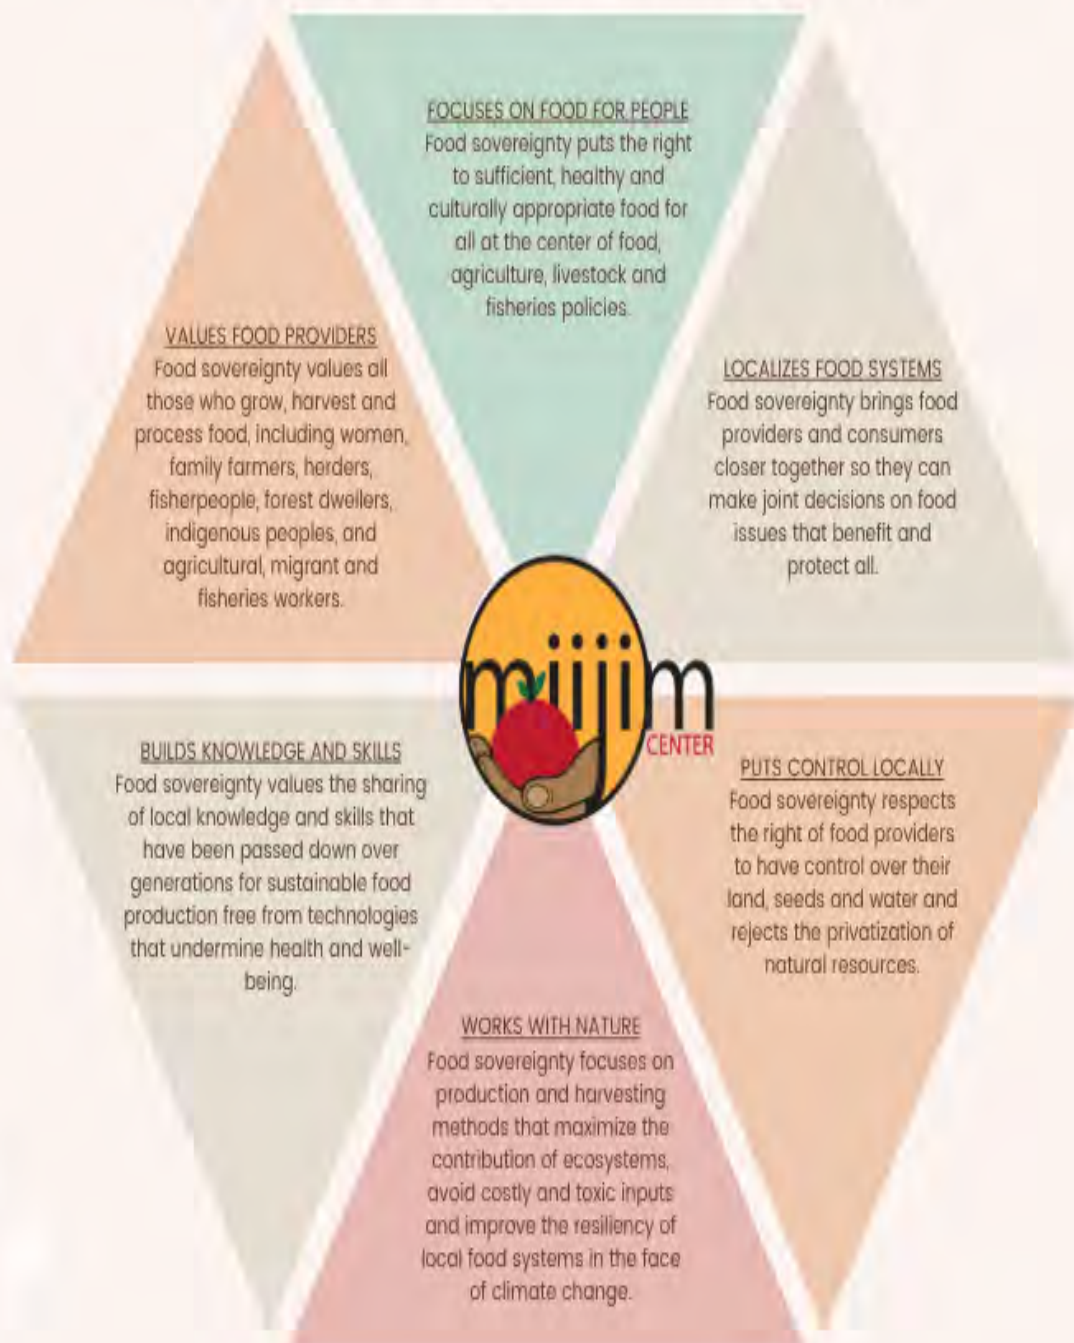 FOCUSES ON FOOD FOR PEOPLE
Food sovereignty puts the right
to sufficient, healthy and
culturally appropriate food for
all at the center of food,
agriculture, livestock and
fisheries policies.
VALUES FOOD PROVIDERS
Food sovereignty values all
those who grow, harvest and
process food, including women,
family farmers, herders,
fisherpeople, forest dwellers,
indigenous peoples, and
agricultural, migrant and
fisheries workers.
LOCALIZES FOOD SYSTEMS
Food sovereignty brings food
providers and consumers
closer together so they can
make joint decisions on food
issues that benefit and
protect all.
miijim
CENTER
BUILDS KNOWLEDGE AND SKILLS
Food sovereignty values the sharing
of local knowledge and skills that
have been passed down over
generations for sustainable food
production free from technologies
that undermine health and well-
being.
PUTS CONTROL LOCALLY
Food sovereignty respects
the right of food providers
to have control over their
land, seeds and water and
rejects the privatization of
natural resources.
WORKS WITH NATURE
Food sovereignty focuses on
production and harvesting
methods that maximize the
contribution of ecosystems,
avoid costly and toxic inputs
and improve the resiliency of
local food systems in the face
of climate change.